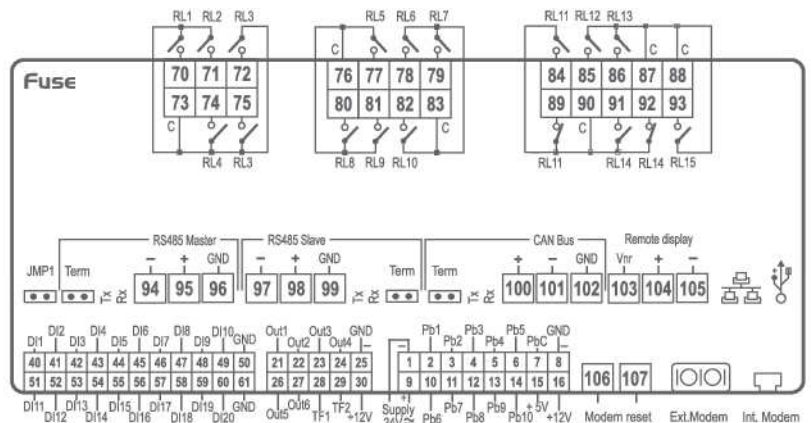 RL1 RL2 RL3 RL5 RL6 RL7 RL11 RL12 RL13
C C C
70 71 72 76 77 78 79 84 85 86 87 88
Fuse
73 74 75 80 81 82 83 89 90 91 92 93
C C C
RL4 RL3 RL8 RL9 RL10 RL11 RL14 RL14 RL15
RS485 Master RS485 Slave CAN Bus Remote display
JMP1 Term − + GND − + GND Term Term + − GND Vnr + −
Tx Rx 94 95 96 97 98 99 Tx Rx Tx Rx 100 101 102 103 104 105
DI1 DI2 DI3 DI4 DI5 DI6 DI7 DI8 DI9 DI10 GND Out1 Out2 Out3 Out4 GND − Pb1 Pb2 Pb3 Pb4 Pb5 Pb6 PbC GND −
40 41 42 43 44 45 46 47 48 49 50 21 22 23 24 25 − 1 2 3 4 5 6 7 8
51 52 53 54 55 56 57 58 59 60 61 26 27 28 29 30 9 10 11 12 13 14 15 16 106 107
DI11 DI12 DI13 DI14 DI15 DI16 DI17 DI18 DI19 DI20 GND Out5 Out6 TF1 TF2 +12V + Supply 24V Pb6 Pb7 Pb8 Pb9 Pb10 + 5V +12V Modem reset Ext.Modem Int. Modem